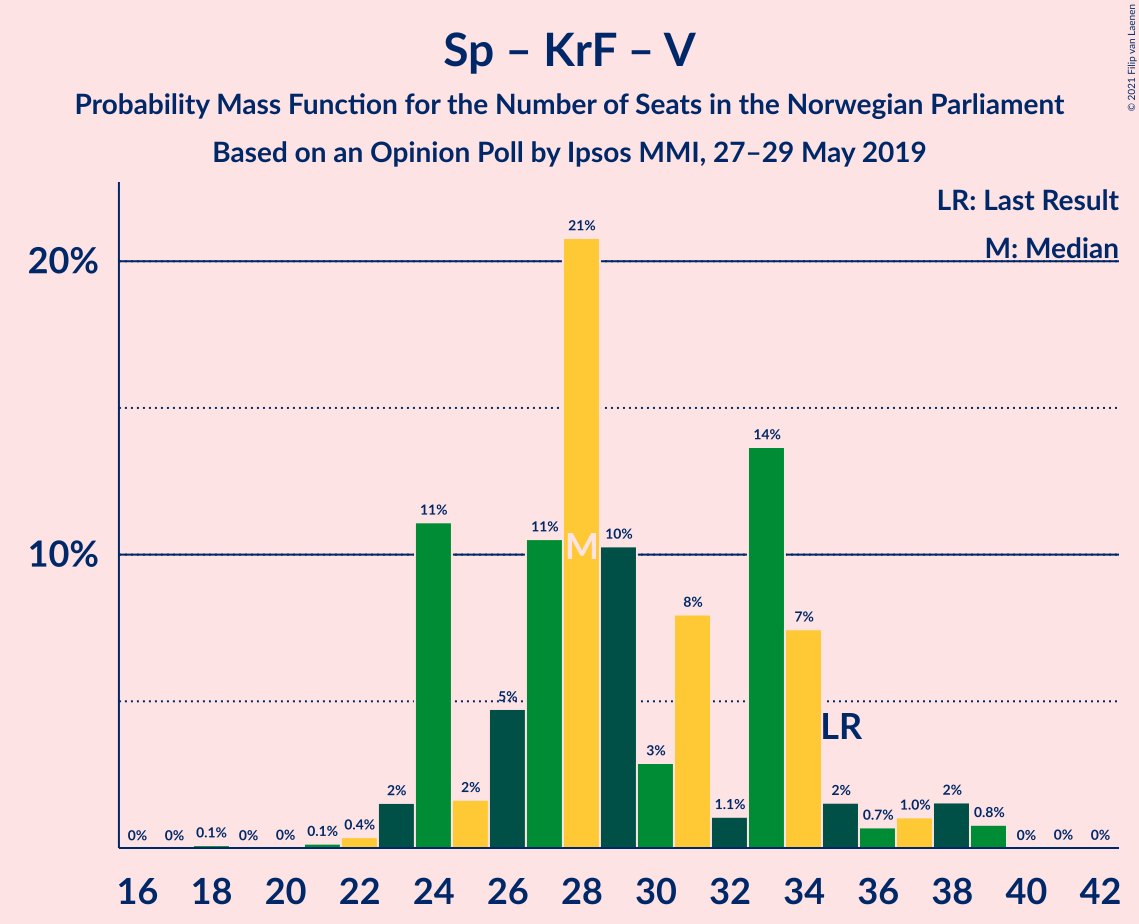 Sp – KrF – V
Probability Mass Function for the Number of Seats in the Norwegian Parliament
Based on an Opinion Poll by Ipsos MMI, 27–29 May 2019
© 2021 Filip van Laenen
LR: Last Result
M: Median
20%
10%
0% 0% 0.1% 0% 0% 0.1% 0.4% 2% 11% 2% 5% 11% 21% 10% 3% 8% 1.1% 14% 7% 2% 0.7% 1.0% 2% 0.8% 0% 0% 0%
M
LR
16 18 20 22 24 26 28 30 32 34 36 38 40 42